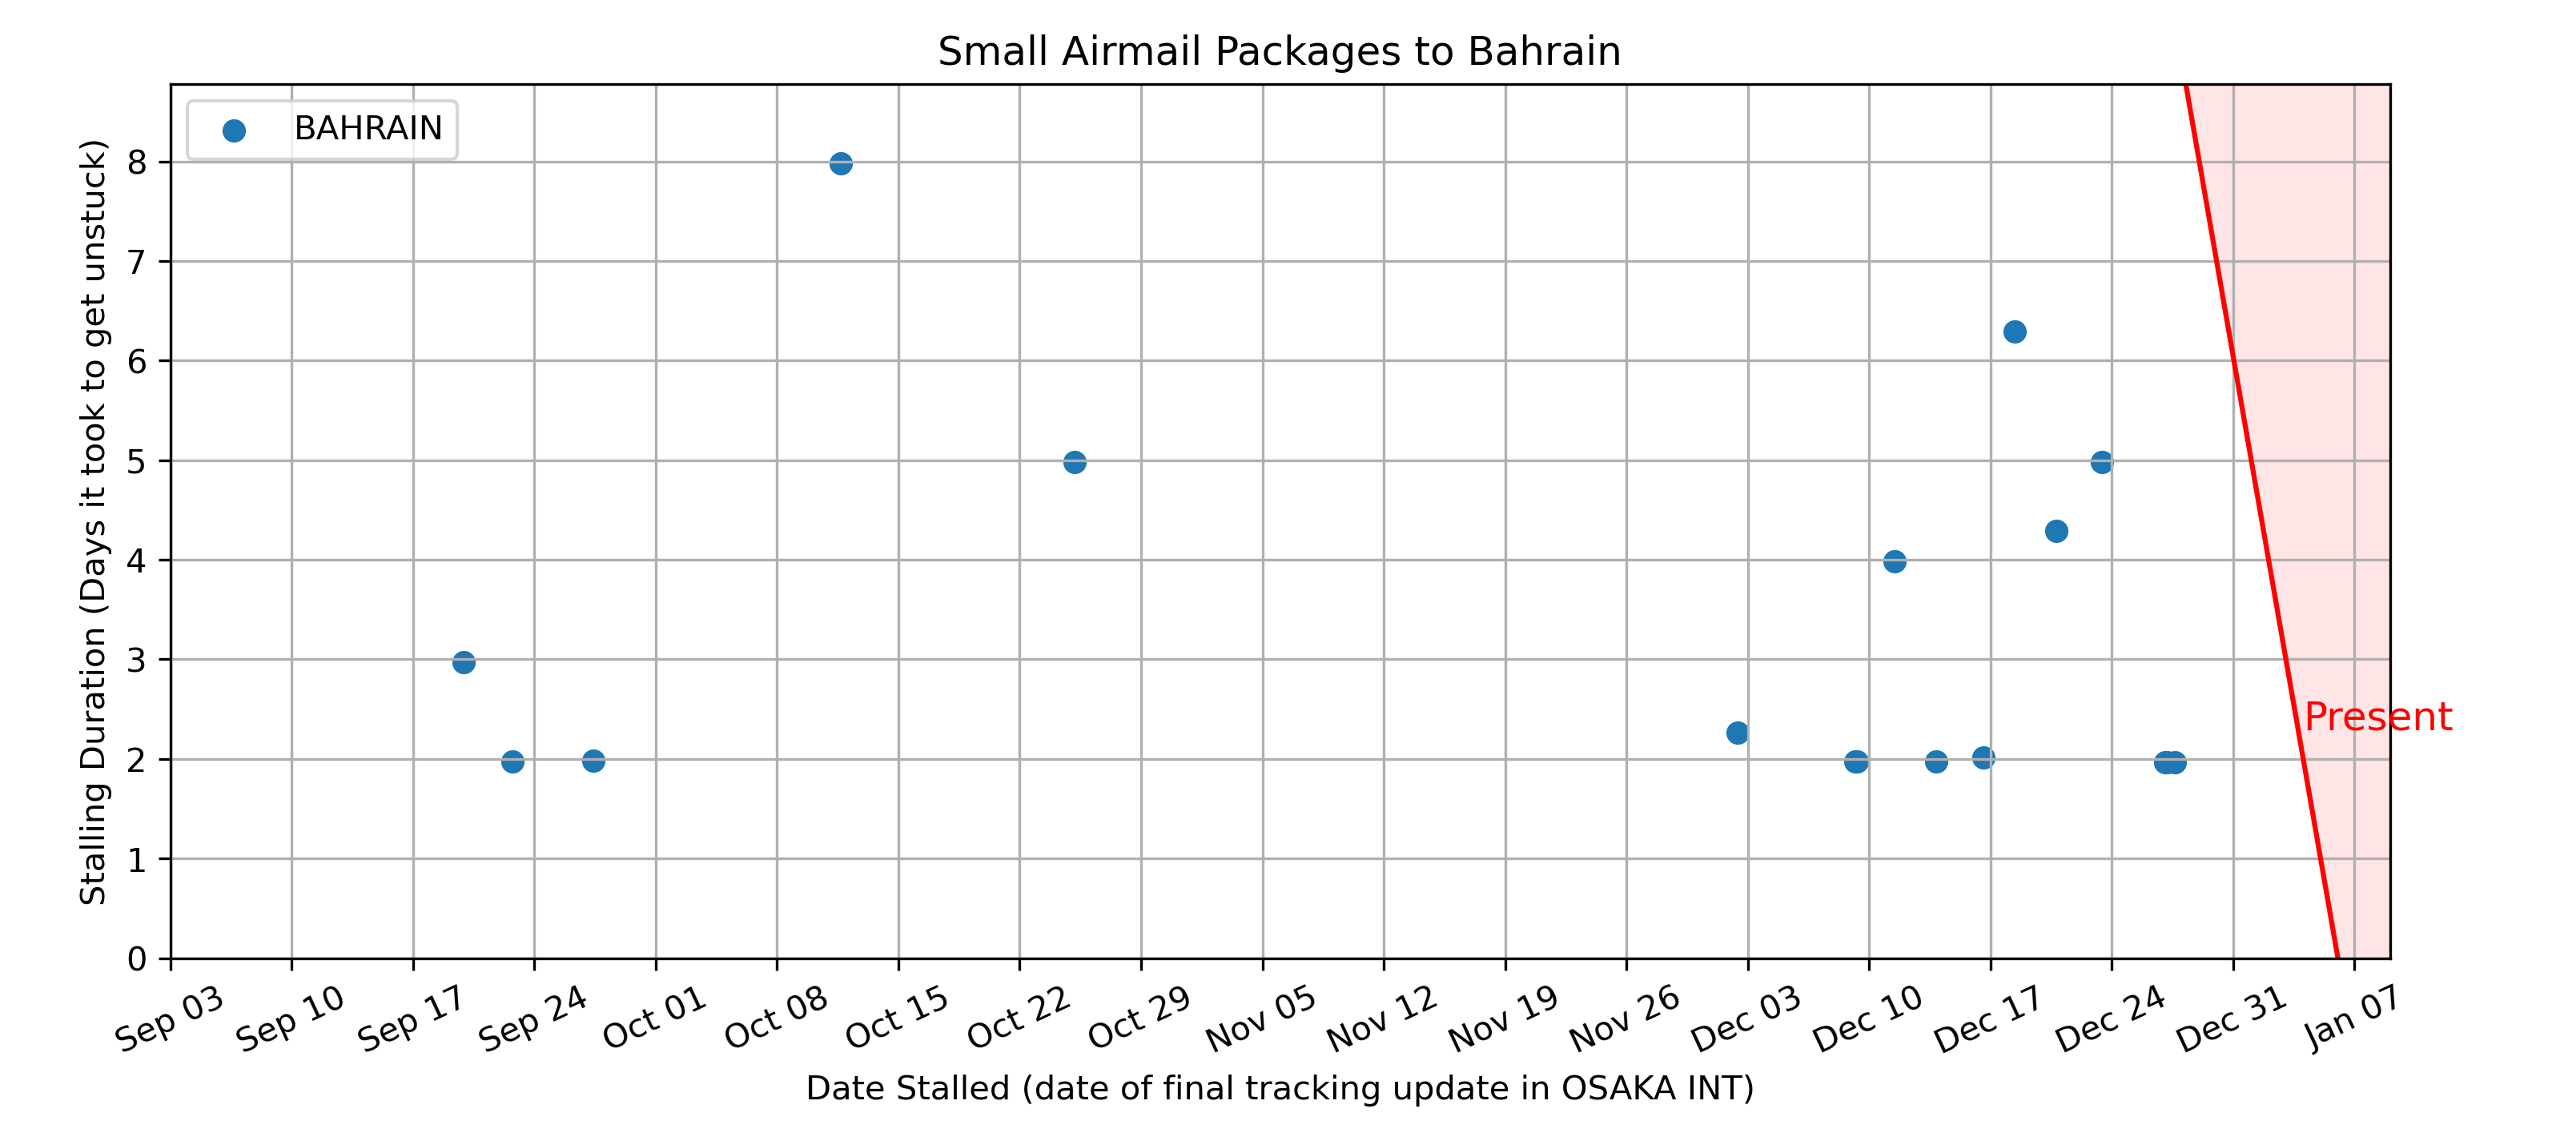 Small Airmail Packages to Bahrain
BAHRAIN
Stalling Duration (Days it took to get unstuck)
8
7
6
5
4
3
2
1
0
Present
Sep 03
Sep 10
Sep 17
Sep 24
Oct 01
Oct 08
Oct 15
Oct 22
Oct 29
Nov 05
Nov 12
Nov 19
Nov 26
Dec 03
Dec 10
Dec 17
Dec 24
Dec 31
Jan 07
Date Stalled (date of final tracking update in OSAKA INT)